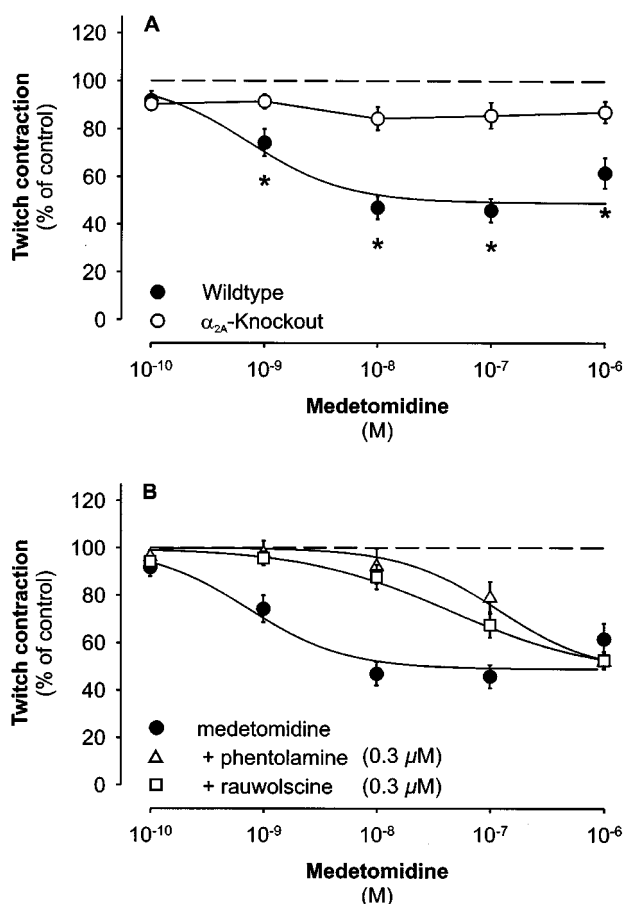 A
120
100
80
60
40
20
0
Twitch contraction
(% of control)
*
*
*
*
Wildtype
α2A-Knockout
10-10
10-9
10-8
10-7
10-6
Medetomidine
(M)
B
120
100
80
60
40
20
0
Twitch contraction
(% of control)
medetomidine
+ phentolamine (0.3 μM)
+ rauwolscine (0.3 μM)
10-10
10-9
10-8
10-7
10-6
Medetomidine
(M)